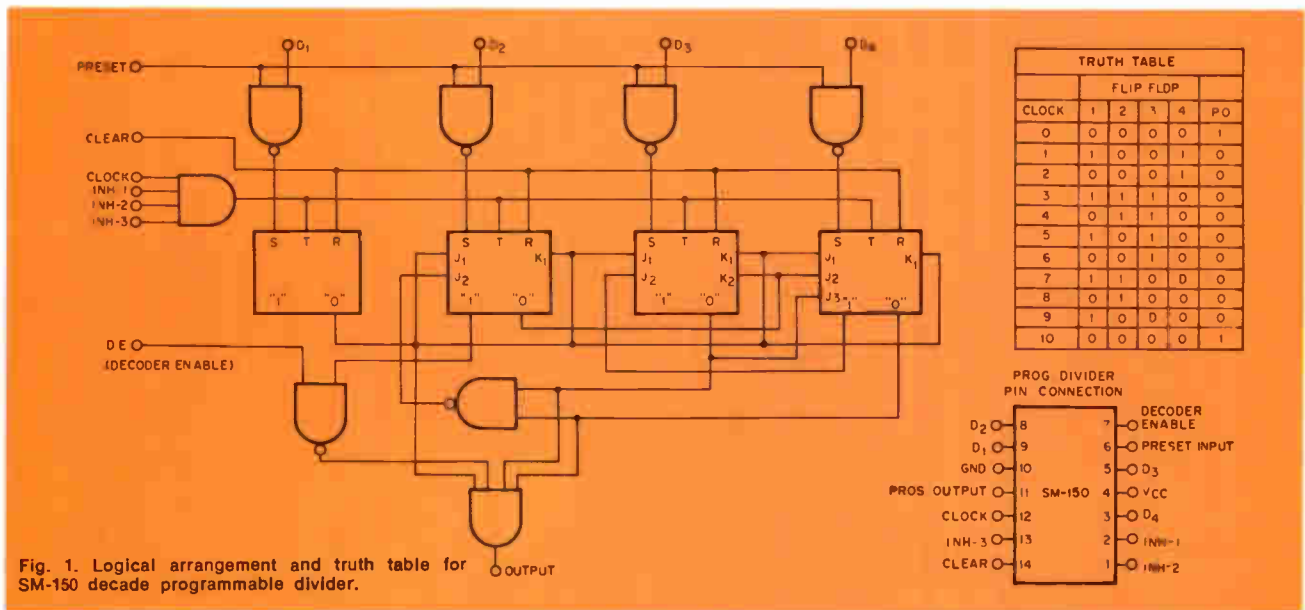 D1
D2
D3
PRESET
CLEAR
CLOCK
INH-1
INH-2
INH-3
S T R
"1" "0"
S T R
J1 K1
J2
"1" "0"
S T R
J1 K1
J2 K2
"1" "0"
S T R
J1 K1
J2
J3
"1" "0"
DE
(DECODER ENABLE)
OUTPUT
TRUTH TABLE
FLIP FLDP
CLOCK 1 2 3 4 PO
0 0 0 0 0 1
1 1 0 0 1 0
2 0 0 0 1 0
3 1 1 1 0 0
4 0 1 1 0 0
5 1 0 1 0 0
6 0 0 1 0 0
7 1 1 0 D 0
8 0 1 0 0 0
9 1 0 D 0 0
10 0 0 0 0 1
PROG DIVIDER
PIN CONNECTION
D2 8
D1 9
GND 10
PROS OUTPUT 11
CLOCK 12
INH-3 13
CLEAR 14
SM-150
7 DECODER
ENABLE
6 PRESET INPUT
5 D3
4 VCC
3 D4
2 INH-1
1 INH-2
Fig. 1. Logical arrangement and truth table for
SM-150 decade programmable divider.